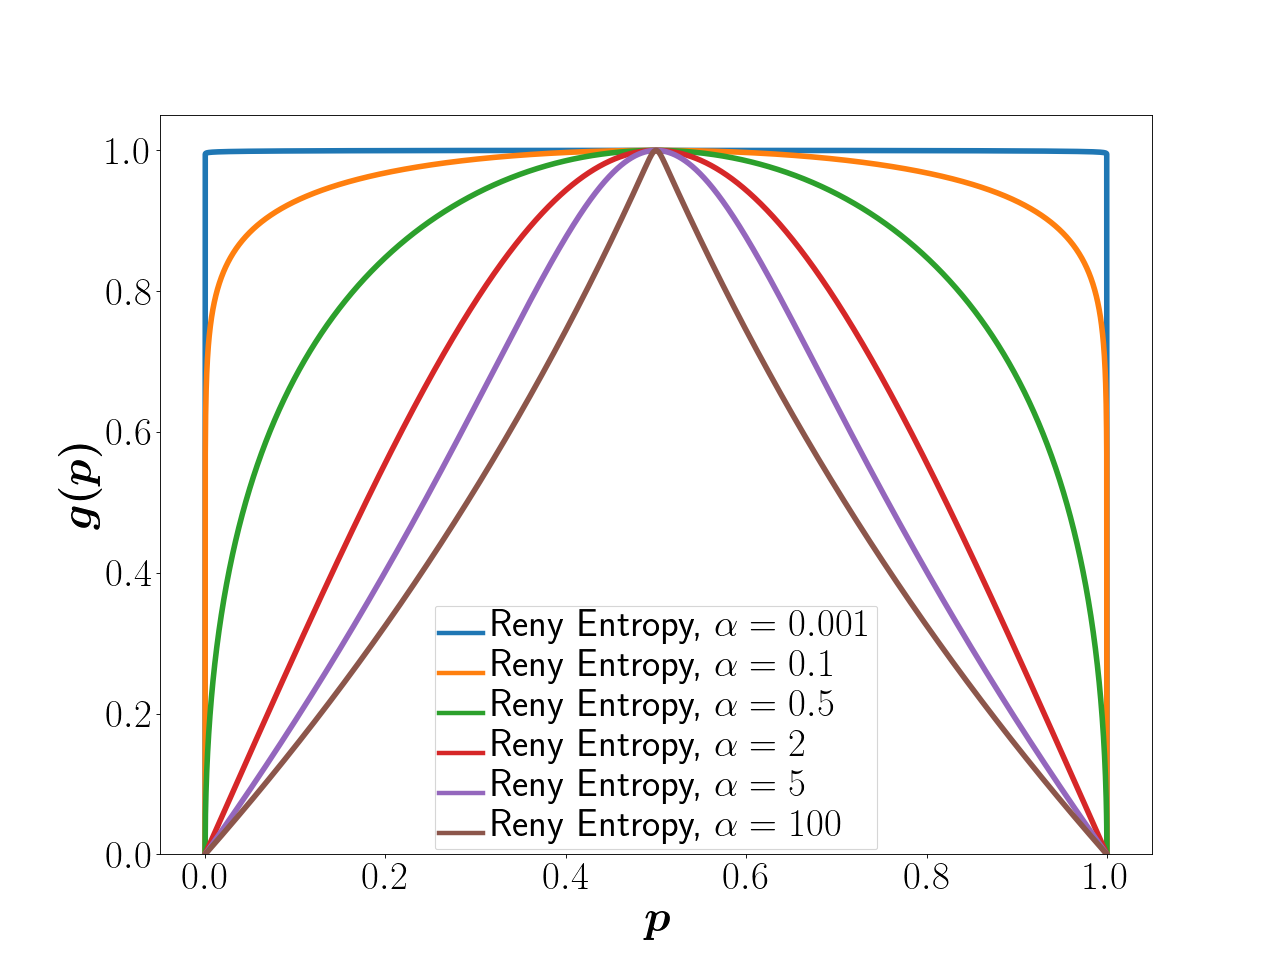 1.0
0.8
0.6
0.4
0.2
0.0
g(p)
Reny Entropy, α = 0.001
Reny Entropy, α = 0.1
Reny Entropy, α = 0.5
Reny Entropy, α = 2
Reny Entropy, α = 5
Reny Entropy, α = 100
0.0 0.2 0.4 0.6 0.8 1.0
p